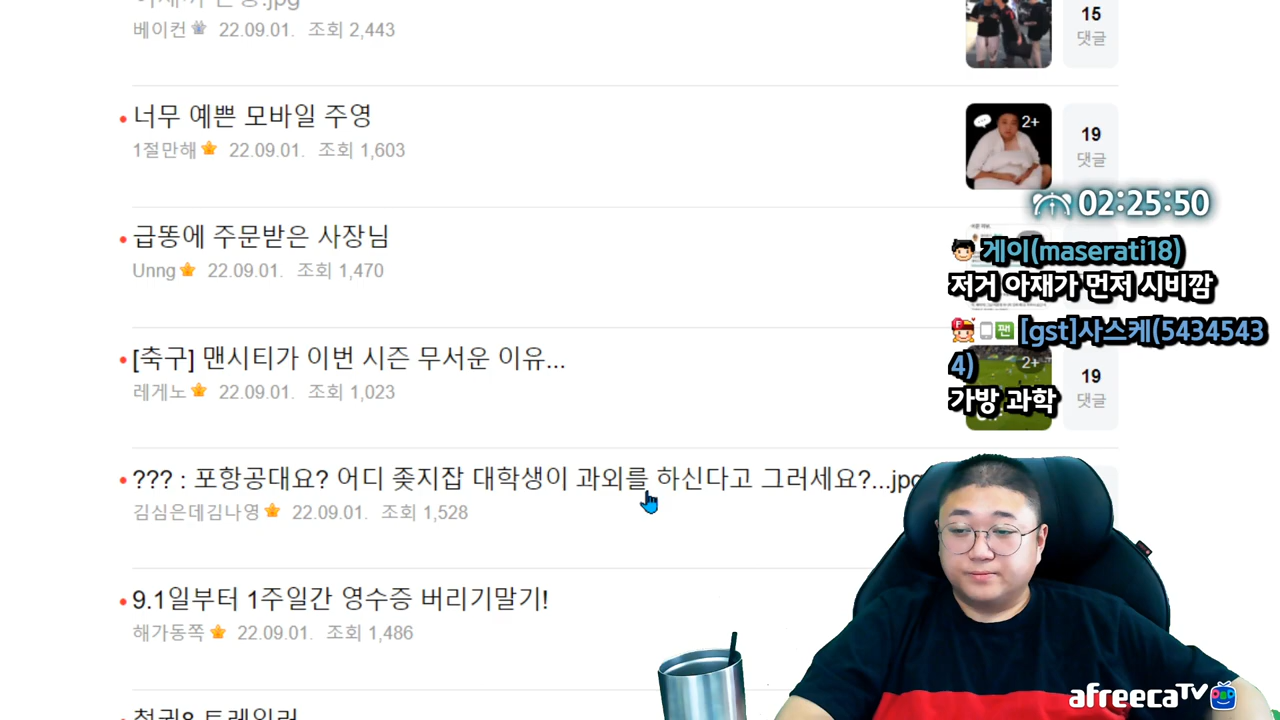 베이컨 22.09.01. 조회 2,443
15
댓글
너무 예쁜 모바일 주영
1절만해 22.09.01. 조회 1,603
2+
19
댓글
02:25:50
급똥에 주문받은 사장님
Unng 22.09.01. 조회 1,470
게이(maserati18)
저거 아재가 먼저 시비깜
[gst]사스케(5434543
4)
가방 과학
[축구] 맨시티가 이번 시즌 무서운 이유...
레게노 22.09.01. 조회 1,023
2+
19
댓글
??? : 포항공대요? 어디 좆지잡 대학생이 과외를 하신다고 그러세요?...jpg
김심은데김나영 22.09.01. 조회 1,528
9.1일부터 1주일간 영수증 버리기말기!
해가동쪽 22.09.01. 조회 1,486
afreecaTV